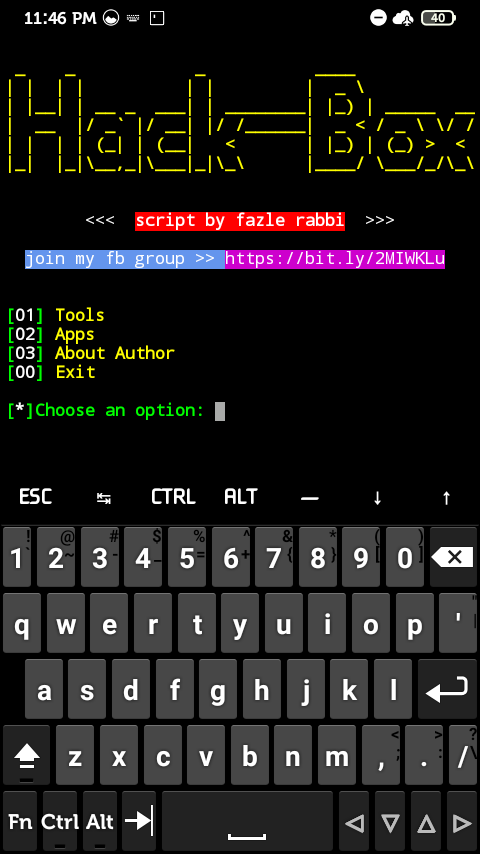 11:46 PM 40
Hack-Box
<<< script by fazle rabbi >>>
join my fb group >> https://bit.ly/2MIWKLu
[01] Tools
[02] Apps
[03] About Author
[00] Exit
[*]Choose an option:
ESC ↹ CTRL ALT — ↓ ↑
! @ # $ % ^ & * ( )
1 2 3 4 5 6 7 8 9 0
` ~ - _ = + { } [ ]
q w e r t y u i o p ' "
a s d f g h j k l
z x c v b n m , < ; . > : / ? \
Fn Ctrl Alt